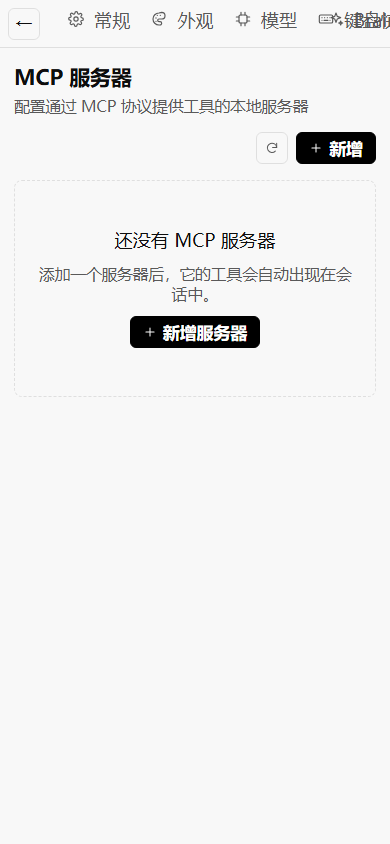 ← 常规 外观 模型
MCP 服务器
配置通过 MCP 协议提供工具的本地服务器
+ 新增
还没有 MCP 服务器
添加一个服务器后，它的工具会自动出现在会
话中。
+ 新增服务器